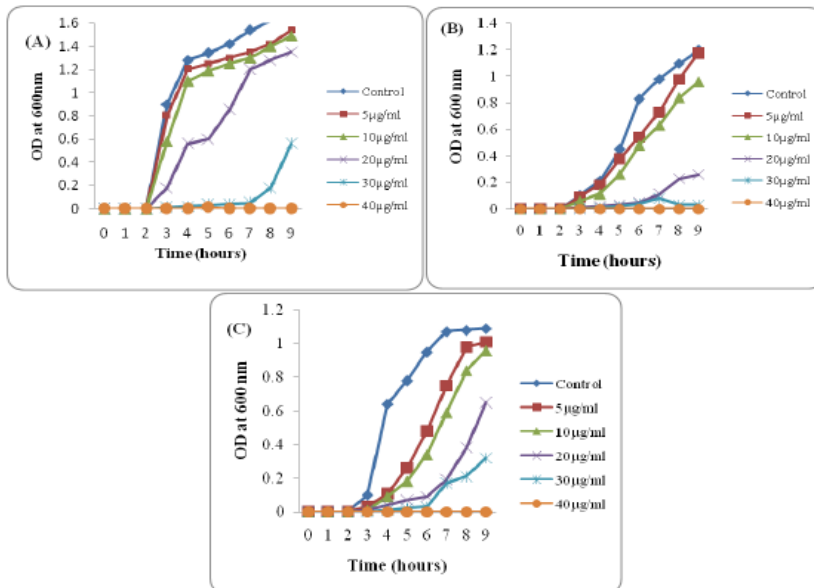 (A)
OD at 600nm
1.6
1.4
1.2
1
0.8
0.6
0.4
0.2
0
0 1 2 3 4 5 6 7 8 9
Time (hours)
Control
5µg/ml
10µg/ml
20µg/ml
30µg/ml
40µg/ml
(B)
OD at 600 nm
1.4
1.2
1
0.8
0.6
0.4
0.2
0
0 1 2 3 4 5 6 7 8 9
Time (hours)
Control
5µg/ml
10µg/ml
20µg/ml
30µg/ml
40µg/ml
(C)
OD at 600 nm
1.2
1
0.8
0.6
0.4
0.2
0
0 1 2 3 4 5 6 7 8 9
Time (hours)
Control
5µg/ml
10µg/ml
20µg/ml
30µg/ml
40µg/ml